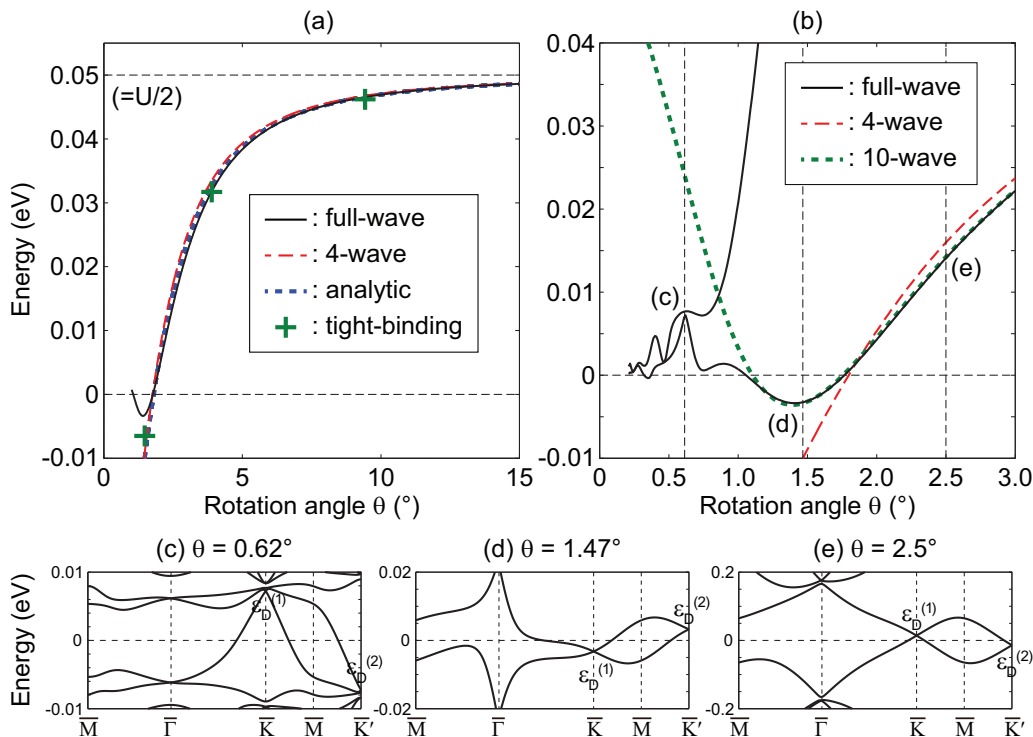 (a)
0.05
0.04
0.03
0.02
0.01
0
-0.01
Energy (eV)
(=U/2)
: full-wave
: 4-wave
: analytic
: tight-binding
0 5 10 15
Rotation angle θ (°)
(b)
0.04
0.03
0.02
0.01
0
-0.01
: full-wave
: 4-wave
: 10-wave
(c)
(d)
(e)
0 0.5 1.0 1.5 2.0 2.5 3.0
Rotation angle θ (°)
(c) θ = 0.62°
0.01
0
-0.01
Energy (eV)
ε_D^(1)
ε_D^(2)
M̅ Γ̅ K̅ M̅ K̅′
(d) θ = 1.47°
0.02
0
-0.02
ε_D^(1)
ε_D^(2)
M̅ Γ̅ K̅ M̅ K̅′
(e) θ = 2.5°
0.2
0
-0.2
ε_D^(1)
ε_D^(2)
M̅ Γ̅ K̅ M̅ K̅′